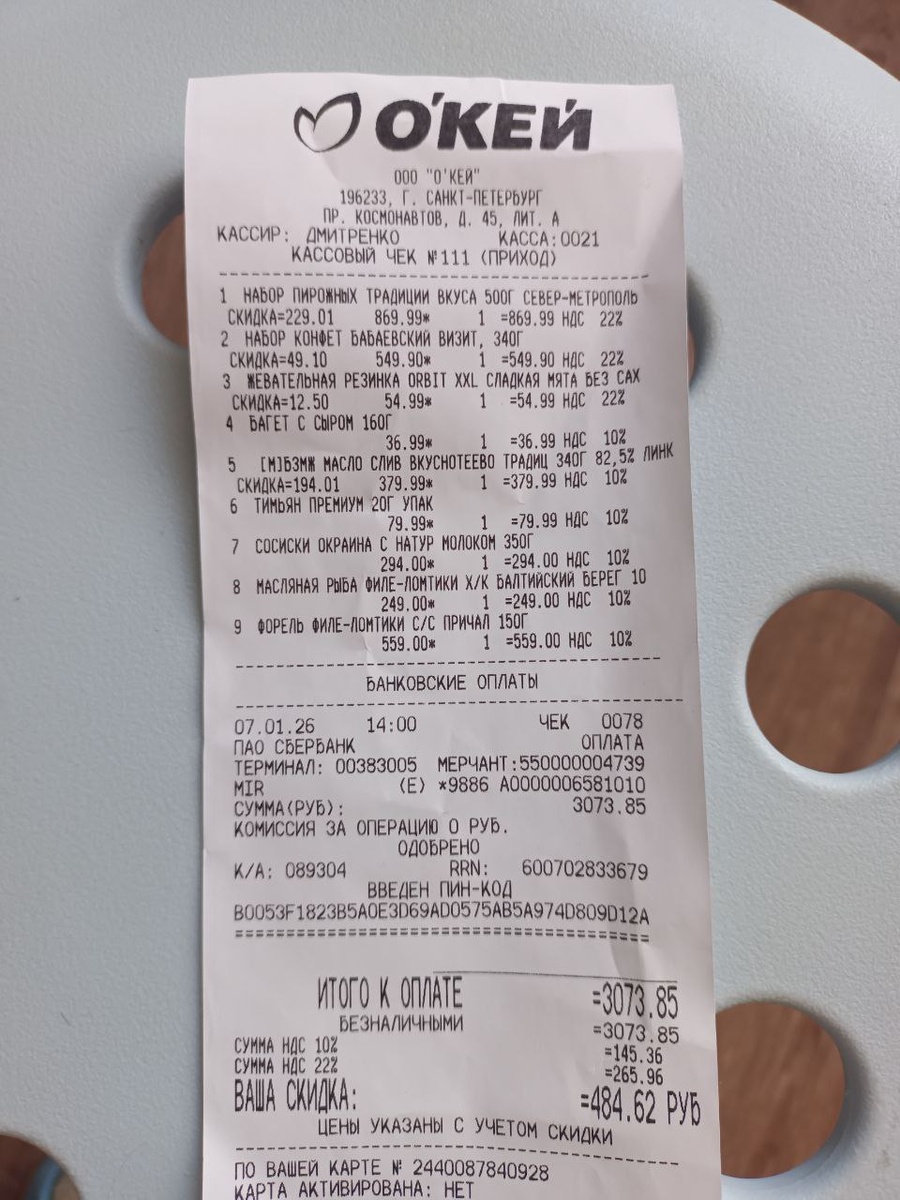 О'КЕЙ
ООО "О'КЕЙ"
196233, Г. САНКТ-ПЕТЕРБУРГ
ПР. КОСМОНАВТОВ, Д. 45, ЛИТ. А
КАССИР: ДМИТРЕНКО КАССА:0021
КАССОВЫЙ ЧЕК №111 (ПРИХОД)
1 НАБОР ПИРОЖНЫХ ТРАДИЦИИ ВКУСА 500Г СЕВЕР-МЕТРОПОЛЬ
СКИДКА=229.01 869.99* 1 =869.99 НДС 22%
2 НАБОР КОНФЕТ БАБАЕВСКИЙ ВИЗИТ, 340Г
СКИДКА=49.10 549.90* 1 =549.90 НДС 22%
3 ЖЕВАТЕЛЬНАЯ РЕЗИНКА ORBIT XXL СЛАДКАЯ МЯТА БЕЗ САХ
СКИДКА=12.50 54.99* 1 =54.99 НДС 22%
4 БАГЕТ С СЫРОМ 160Г
36.99* 1 =36.99 НДС 10%
5 [М]БЗМЖ МАСЛО СЛИВ ВКУСНОТЕЕВО ТРАДИЦ 340Г 82,5% ЛИНК
СКИДКА=194.01 379.99* 1 =379.99 НДС 10%
6 ТИМЬЯН ПРЕМИУМ 20Г УПАК
79.99* 1 =79.99 НДС 10%
7 СОСИСКИ ОКРАИНА С НАТУР МОЛОКОМ 350Г
294.00* 1 =294.00 НДС 10%
8 МАСЛЯНАЯ РЫБА ФИЛЕ-ЛОМТИКИ Х/К БАЛТИЙСКИЙ БЕРЕГ 10
249.00* 1 =249.00 НДС 10%
9 ФОРЕЛЬ ФИЛЕ-ЛОМТИКИ С/С ПРИЧАЛ 150Г
559.00* 1 =559.00 НДС 10%
БАНКОВСКИЕ ОПЛАТЫ
07.01.26 14:00 ЧЕК 0078
ПАО СБЕРБАНК ОПЛАТА
ТЕРМИНАЛ: 00383005 МЕРЧАНТ:550000004739
MIR (E) *9886 A0000006581010
СУММА(РУБ): 3073.85
КОМИССИЯ ЗА ОПЕРАЦИЮ 0 РУБ.
ОДОБРЕНО
К/А: 089304 RRN: 600702833679
ВВЕДЕН ПИН-КОД
B0053F1823B5A0E3D69AD0575AB5A974D809D12A
ИТОГО К ОПЛАТЕ =3073.85
БЕЗНАЛИЧНЫМИ =3073.85
СУММА НДС 10% =145.36
СУММА НДС 22% =265.96
ВАША СКИДКА: =484.62 РУБ
ЦЕНЫ УКАЗАНЫ С УЧЕТОМ СКИДКИ
ПО ВАШЕЙ КАРТЕ № 2440087840928
КАРТА АКТИВИРОВАНА: НЕТ